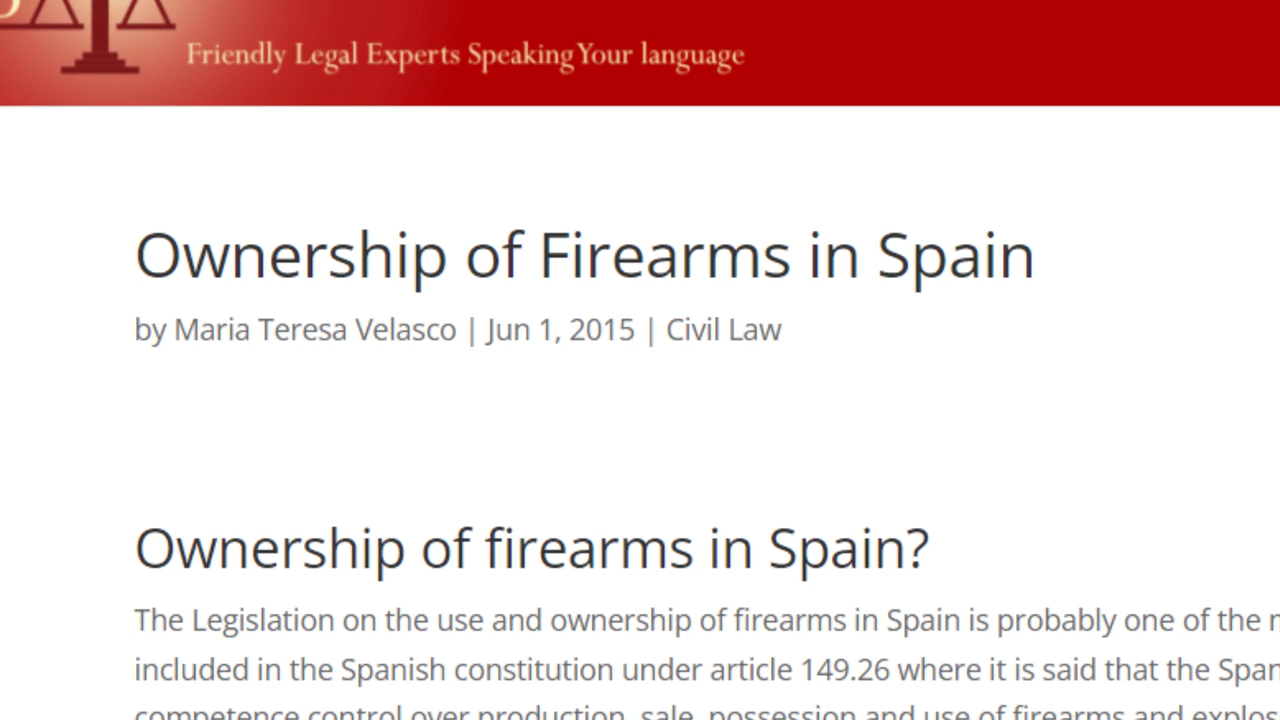 Friendly Legal Experts Speaking Your language
Ownership of Firearms in Spain
by Maria Teresa Velasco | Jun 1, 2015 | Civil Law
Ownership of firearms in Spain?
The Legislation on the use and ownership of firearms in Spain is probably one of the
included in the Spanish constitution under article 149.26 where it is said that the
competence control over production, sale, possession and use of firearms and